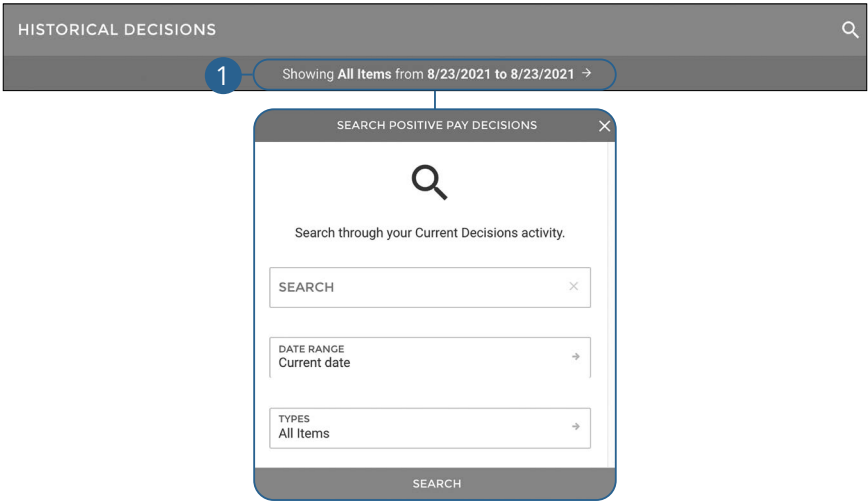 HISTORICAL DECISIONS
1
Showing All Items from 8/23/2021 to 8/23/2021 →
SEARCH POSITIVE PAY DECISIONS
Search through your Current Decisions activity.
SEARCH
DATE RANGE
Current date
TYPES
All Items
SEARCH